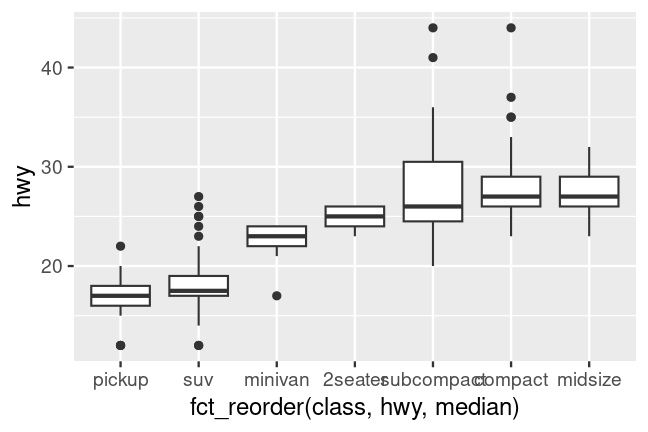 hwy
40
30
20
pickup suv minivan 2seater subcompact compact midsize
fct_reorder(class, hwy, median)